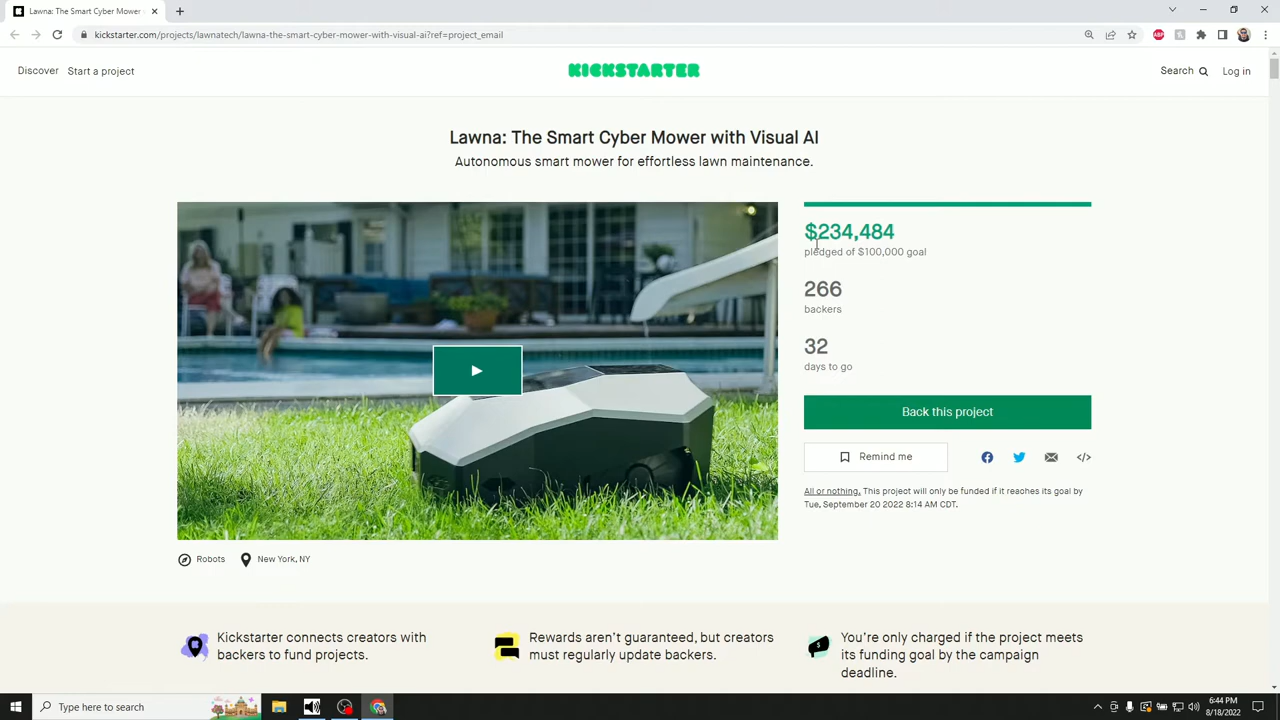 Lawna: The Smart Cyber Mower
kickstarter.com/projects/lawnatech/lawna-the-smart-cyber-mower-with-visual-ai?ref=project_email
Discover
Start a project
KICKSTARTER
Search
Log in
Lawna: The Smart Cyber Mower with Visual AI
Autonomous smart mower for effortless lawn maintenance.
$234,484
pledged of $100,000 goal
266
backers
32
days to go
Back this project
Remind me
All or nothing. This project will only be funded if it reaches its goal by
Tue, September 20 2022 8:14 AM CDT.
Robots
New York, NY
Kickstarter connects creators with
backers to fund projects.
Rewards aren't guaranteed, but creators
must regularly update backers.
You're only charged if the project meets
its funding goal by the campaign
deadline.
Type here to search
6:44 PM
8/18/2022